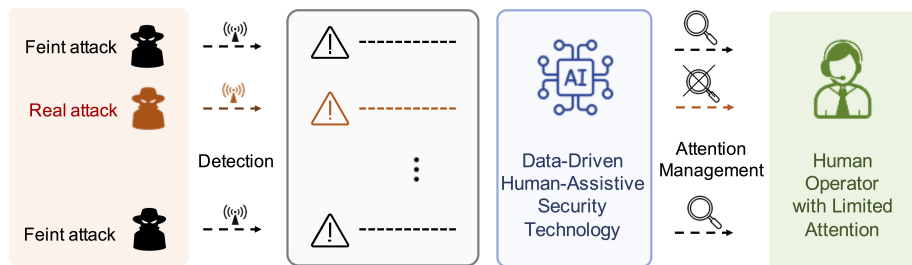 Feint attack
Real attack
Feint attack
Detection
AI
Data-Driven
Human-Assistive
Security
Technology
Attention
Management
Human
Operator
with Limited
Attention